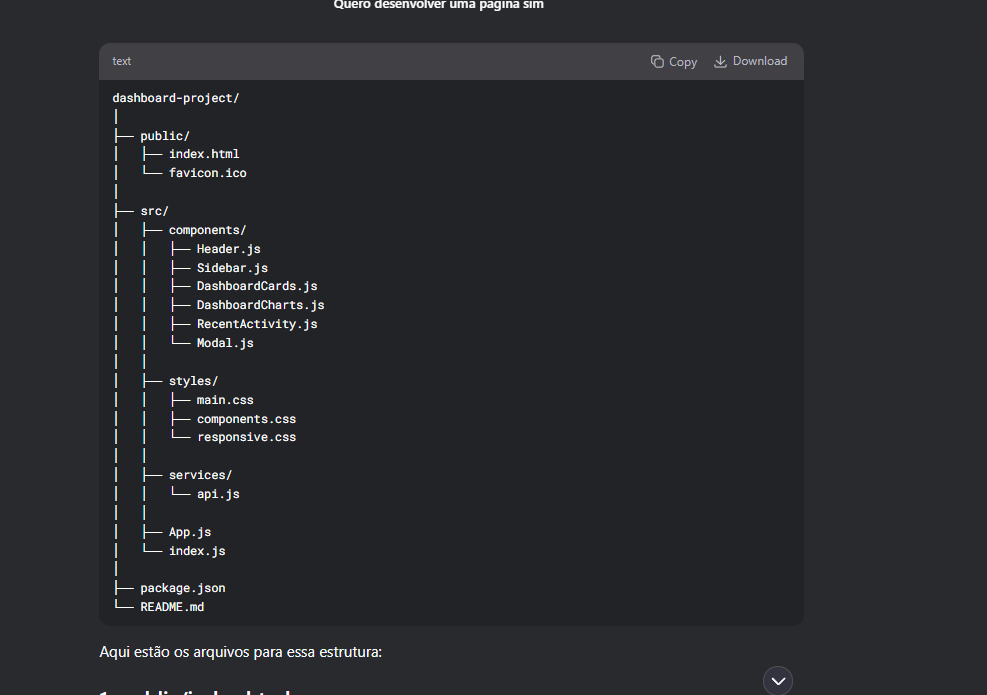 Quero desenvolver uma página sim
text
Copy
Download
dashboard-project/
│
├── public/
│   ├── index.html
│   └── favicon.ico
│
├── src/
│   ├── components/
│   │   ├── Header.js
│   │   ├── Sidebar.js
│   │   ├── DashboardCards.js
│   │   ├── DashboardCharts.js
│   │   ├── RecentActivity.js
│   │   └── Modal.js
│   │
│   ├── styles/
│   │   ├── main.css
│   │   ├── components.css
│   │   └── responsive.css
│   │
│   ├── services/
│   │   └── api.js
│   │
│   ├── App.js
│   └── index.js
│
├── package.json
└── README.md
Aqui estão os arquivos para essa estrutura: